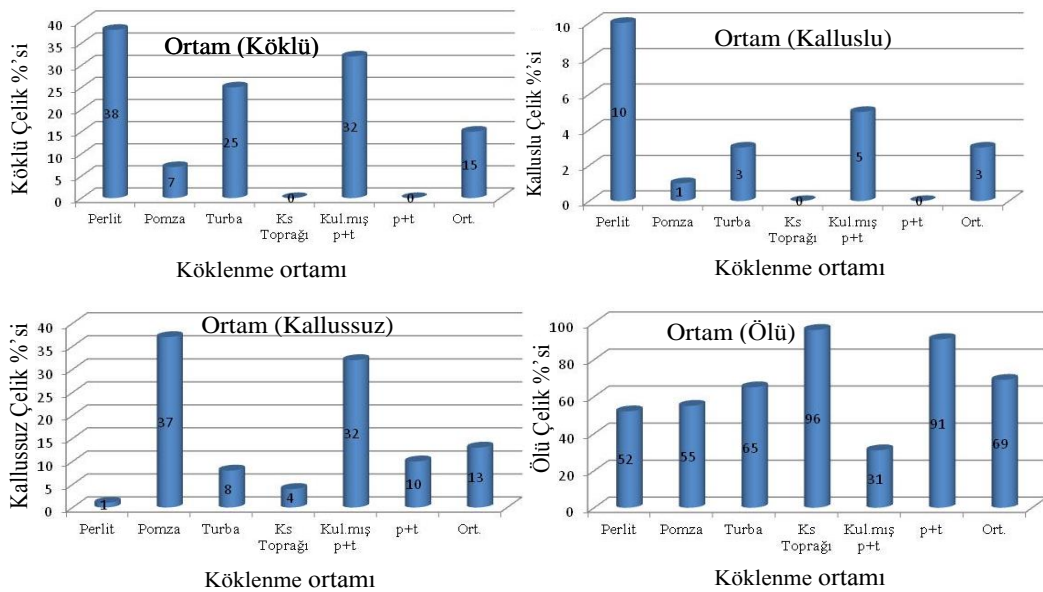 Ortam (Köklü)
Köklü Çelik %'si
40
35
30
25
20
15
10
5
0
38
7
25
0
32
0
15
Perlit Pomza Turba Ks Kul.mış p+t Ort.
Toprağı p+t
Köklenme ortamı
Ortam (Kalluslu)
Kalluslu Çelik %'si
10
8
6
4
2
0
10
1
3
0
5
0
3
Perlit Pomza Turba Ks Kul.mış p+t Ort.
Toprağı p+t
Köklenme ortamı
Ortam (Kallussuz)
Kallussuz Çelik %'si
40
35
30
25
20
15
10
5
0
1
37
8
4
32
10
13
Perlit Pomza Turba Ks Kul.mış p+t Ort.
Toprağı p+t
Köklenme ortamı
Ortam (Ölü)
Ölü Çelik %'si
100
80
60
40
20
0
52
55
65
96
31
91
69
Perlit Pomza Turba Ks Kul.mış p+t Ort.
Toprağı p+t
Köklenme ortamı